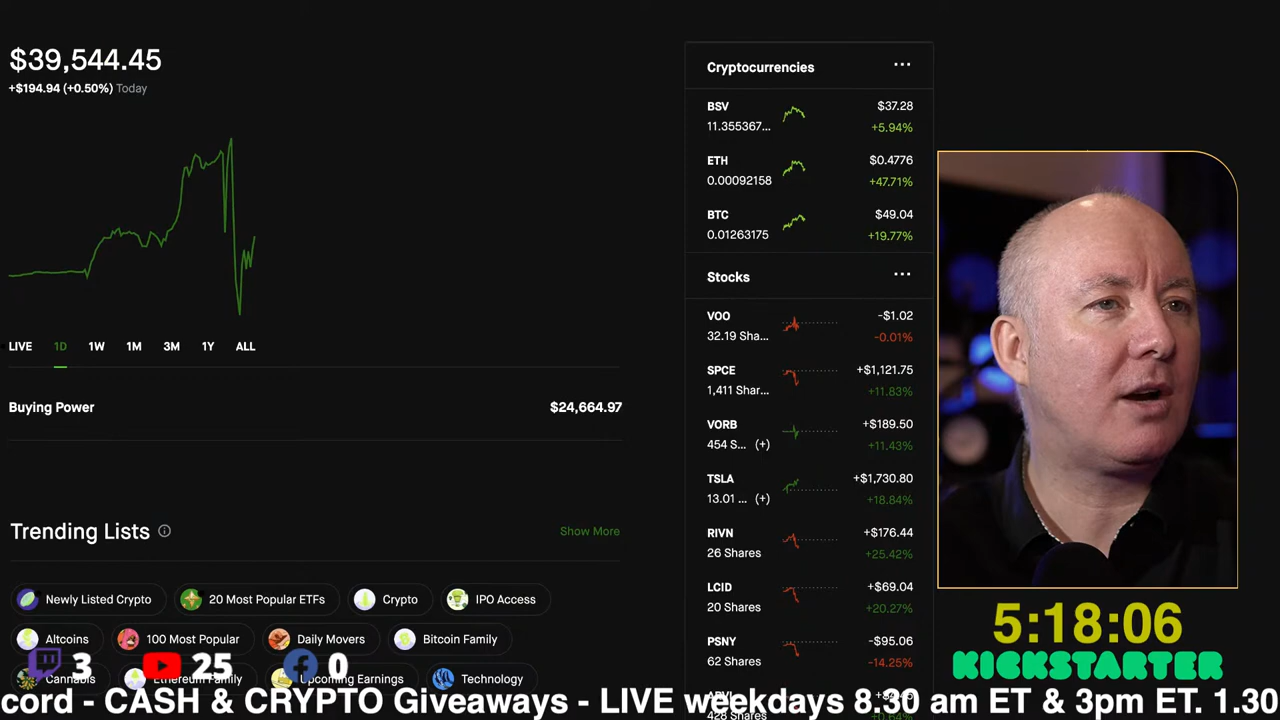 $39,544.45
+$194.94 (+0.50%) Today
LIVE 1D 1W 1M 3M 1Y ALL
Buying Power $24,664.97
Trending Lists Show More
Newly Listed Crypto 20 Most Popular ETFs Crypto IPO Access
Altcoins 100 Most Popular Daily Movers Bitcoin Family
Cannabis Ethereum Family Upcoming Earnings Technology
Cryptocurrencies ...
BSV $37.28
11.355367... +5.94%
ETH $0.4776
0.00092158 +47.71%
BTC $49.04
0.01263175 +19.77%
Stocks ...
VOO -$1.02
32.19 Sha... -0.01%
SPCE +$1,121.75
1,411 Shar... +11.83%
VORB +$189.50
454 S... (+) +11.43%
TSLA +$1,730.80
13.01 ... (+) +18.84%
RIVN +$176.44
26 Shares +25.42%
LCID +$69.04
20 Shares +20.27%
PSNY -$95.06
62 Shares -14.25%
428 Shares
5:18:06
KICKSTARTER
3 25 0
cord - CASH & CRYPTO Giveaways - LIVE weekdays 8.30 am ET & 3pm ET. 1.30